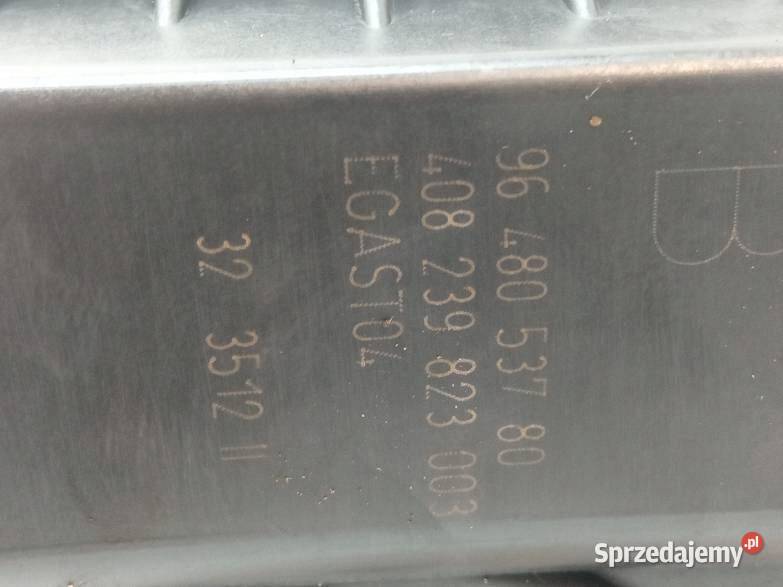 B
96 480 537 80
408 239 823 003
EGAST04
32 3512 11
Sprzedajemy.pl